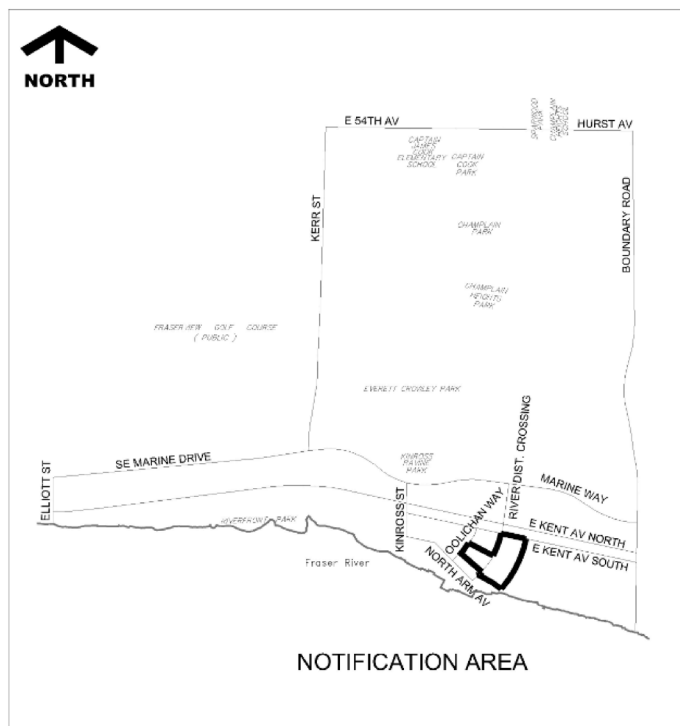 NORTH
E 54TH AV
HURST AV
CAPTAIN
JAMES
COOK
ELEMENTARY
SCHOOL
CAPTAIN
COOK
PARK
CHAMPLAIN
HEIGHTS
SCHOOL
KERR ST
BOUNDARY ROAD
CHAMPLAIN
PARK
CHAMPLAIN
HEIGHTS
PARK
FRASERVIEW GOLF COURSE
( PUBLIC )
EVERETT CROWLEY PARK
RIVER DIST. CROSSING
SE MARINE DRIVE
KINROSS
RAVINE
PARK
MARINE WAY
ELLIOTT ST
KINROSS ST
OOLICHAN WAY
RIVERFRONT PARK
E KENT AV NORTH
E KENT AV SOUTH
NORTH ARM AV
Fraser River
NOTIFICATION AREA